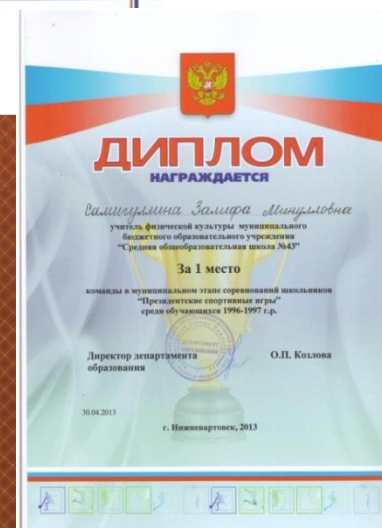 ДИПЛОМ
НАГРАЖДАЕТСЯ
Самигуллина Залифа Минулловна
учитель физической культуры муниципального
бюджетного образовательного учреждения
"Средняя общеобразовательная школа №43"
За 1 место
команды в муниципальном этапе соревнований школьников
"Президентские спортивные игры"
среди обучающихся 1996-1997 г.р.
ДЕПАРТАМЕНТ
ОБРАЗОВАНИЯ
Директор департамента О.П. Козлова
образования
30.04.2013
г. Нижневартовск, 2013